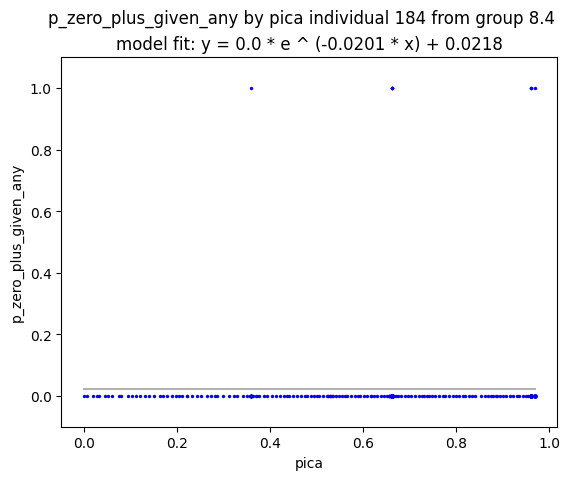 p_zero_plus_given_any by pica individual 184 from group 8.4
model fit: y = 0.0 * e ^ (-0.0201 * x) + 0.0218
1.0
0.8
0.6
0.4
0.2
0.0
p_zero_plus_given_any
0.0 0.2 0.4 0.6 0.8 1.0
pica